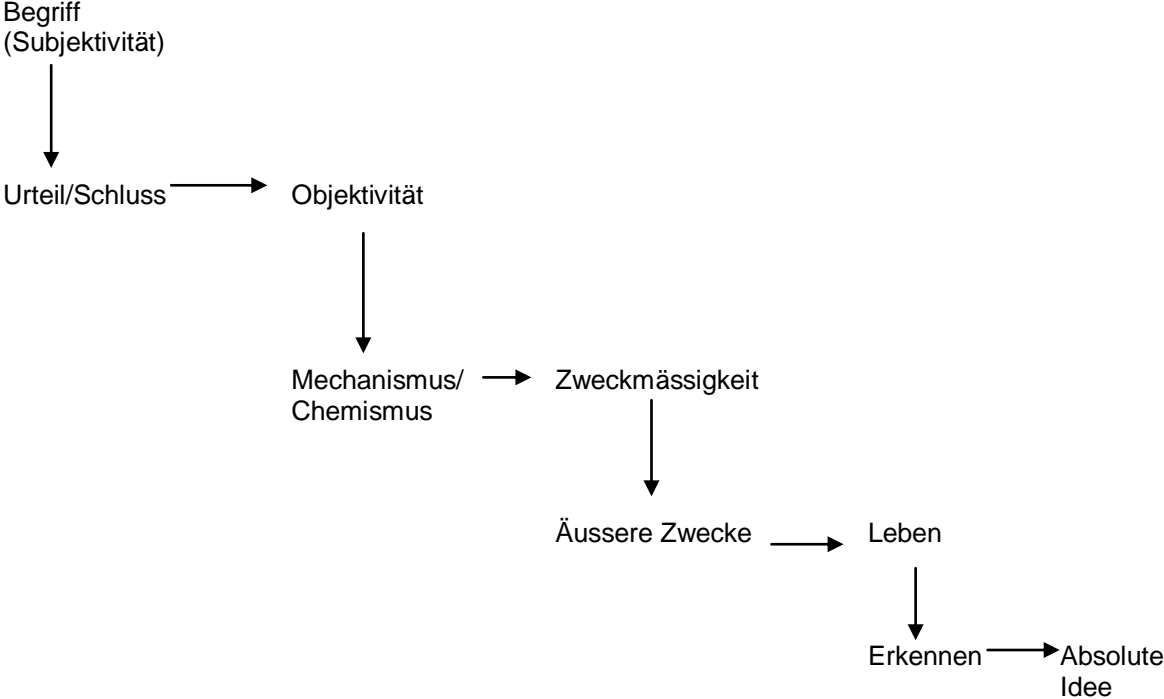 Begriff
(Subjektivität)
Urteil/Schluss
Objektivität
Mechanismus/
Chemismus
Zweckmässigkeit
Äussere Zwecke
Leben
Erkennen
Absolute
Idee